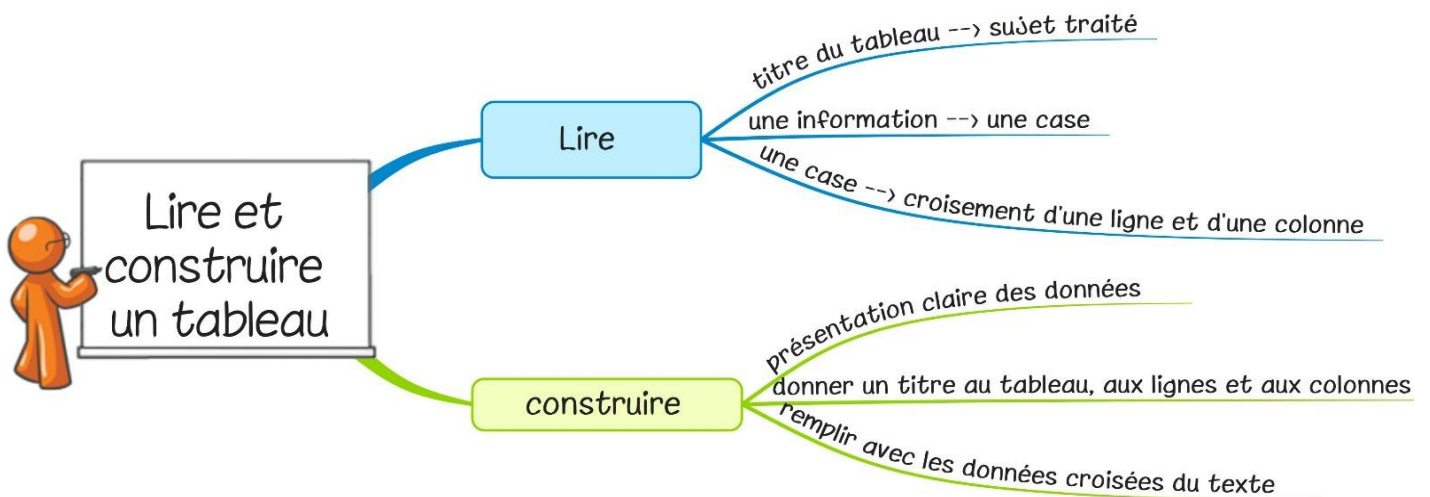 Lire et
construire
un tableau
Lire
titre du tableau --> sujet traité
une information --> une case
une case --> croisement d'une ligne et d'une colonne
construire
présentation claire des données
donner un titre au tableau, aux lignes et aux colonnes
remplir avec les données croisées du texte